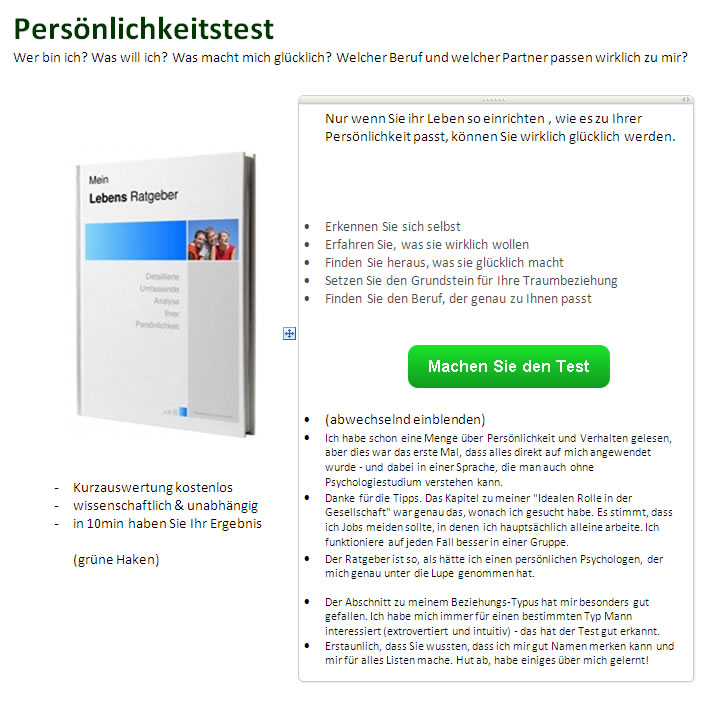 Persönlichkeitstest
Wer bin ich? Was will ich? Was macht mich glücklich? Welcher Beruf und welcher Partner passen wirklich zu mir?
Mein
Lebens Ratgeber
Detaillierte
Umfassende
Analyse
Ihrer
Persönlichkeit
- Kurzauswertung kostenlos
- wissenschaftlich & unabhängig
- in 10min haben Sie Ihr Ergebnis
(grüne Haken)
Nur wenn Sie ihr Leben so einrichten , wie es zu Ihrer
Persönlichkeit passt, können Sie wirklich glücklich werden.
• Erkennen Sie sich selbst
• Erfahren Sie, was sie wirklich wollen
• Finden Sie heraus, was sie glücklich macht
• Setzen Sie den Grundstein für Ihre Traumbeziehung
• Finden Sie den Beruf, der genau zu Ihnen passt
Machen Sie den Test
• (abwechselnd einblenden)
• Ich habe schon eine Menge über Persönlichkeit und Verhalten gelesen,
aber dies war das erste Mal, dass alles direkt auf mich angewendet
wurde - und dabei in einer Sprache, die man auch ohne
Psychologiestudium verstehen kann.
• Danke für die Tipps. Das Kapitel zu meiner "Idealen Rolle in der
Gesellschaft" war genau das, wonach ich gesucht habe. Es stimmt, dass
ich Jobs meiden sollte, in denen ich hauptsächlich alleine arbeite. Ich
funktioniere auf jeden Fall besser in einer Gruppe.
• Der Ratgeber ist so, als hätte ich einen persönlichen Psychologen, der
mich genau unter die Lupe genommen hat.
• Der Abschnitt zu meinem Beziehungs-Typus hat mir besonders gut
gefallen. Ich habe mich immer für einen bestimmten Typ Mann
interessiert (extrovertiert und intuitiv) - das hat der Test gut erkannt.
• Erstaunlich, dass Sie wussten, dass ich mir gut Namen merken kann und
mir für alles Listen mache. Hut ab, habe einiges über mich gelernt!